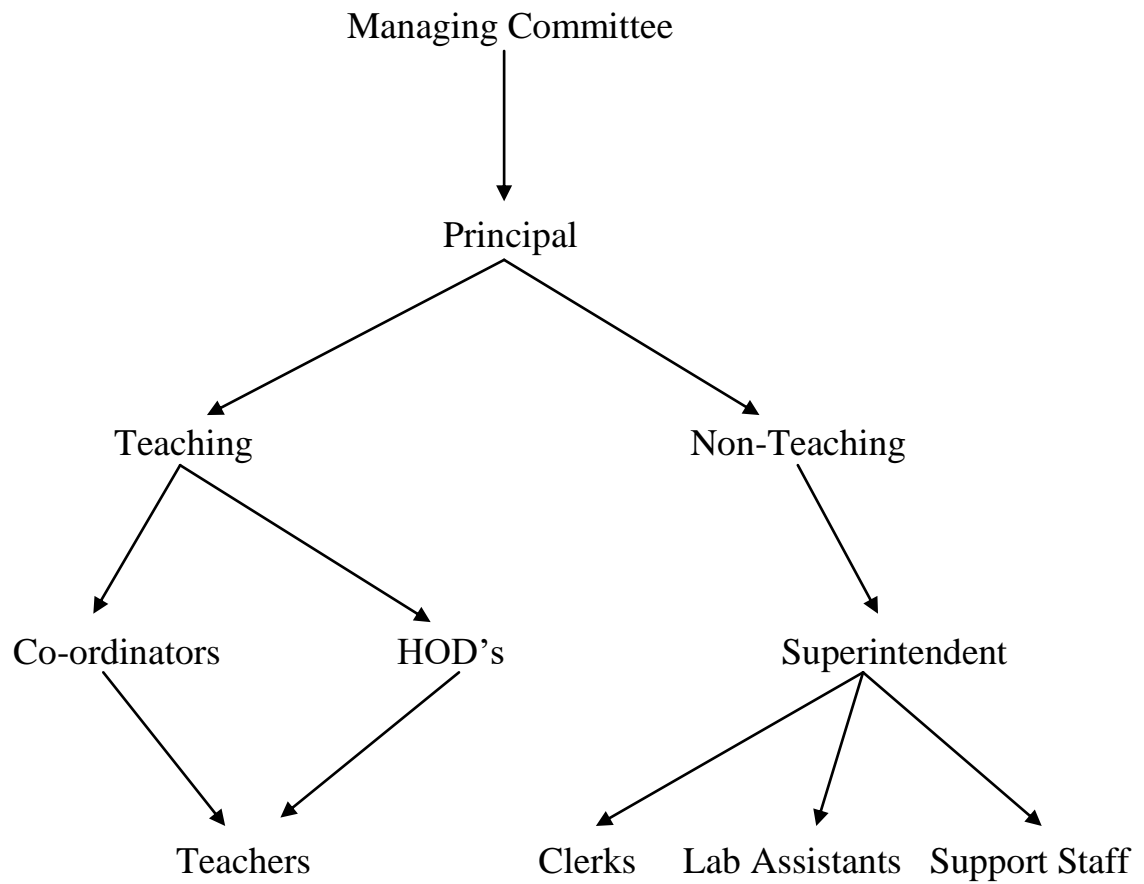 Managing Committee
Principal
Teaching Non-Teaching
Co-ordinators HOD’s Superintendent
Teachers Clerks Lab Assistants Support Staff